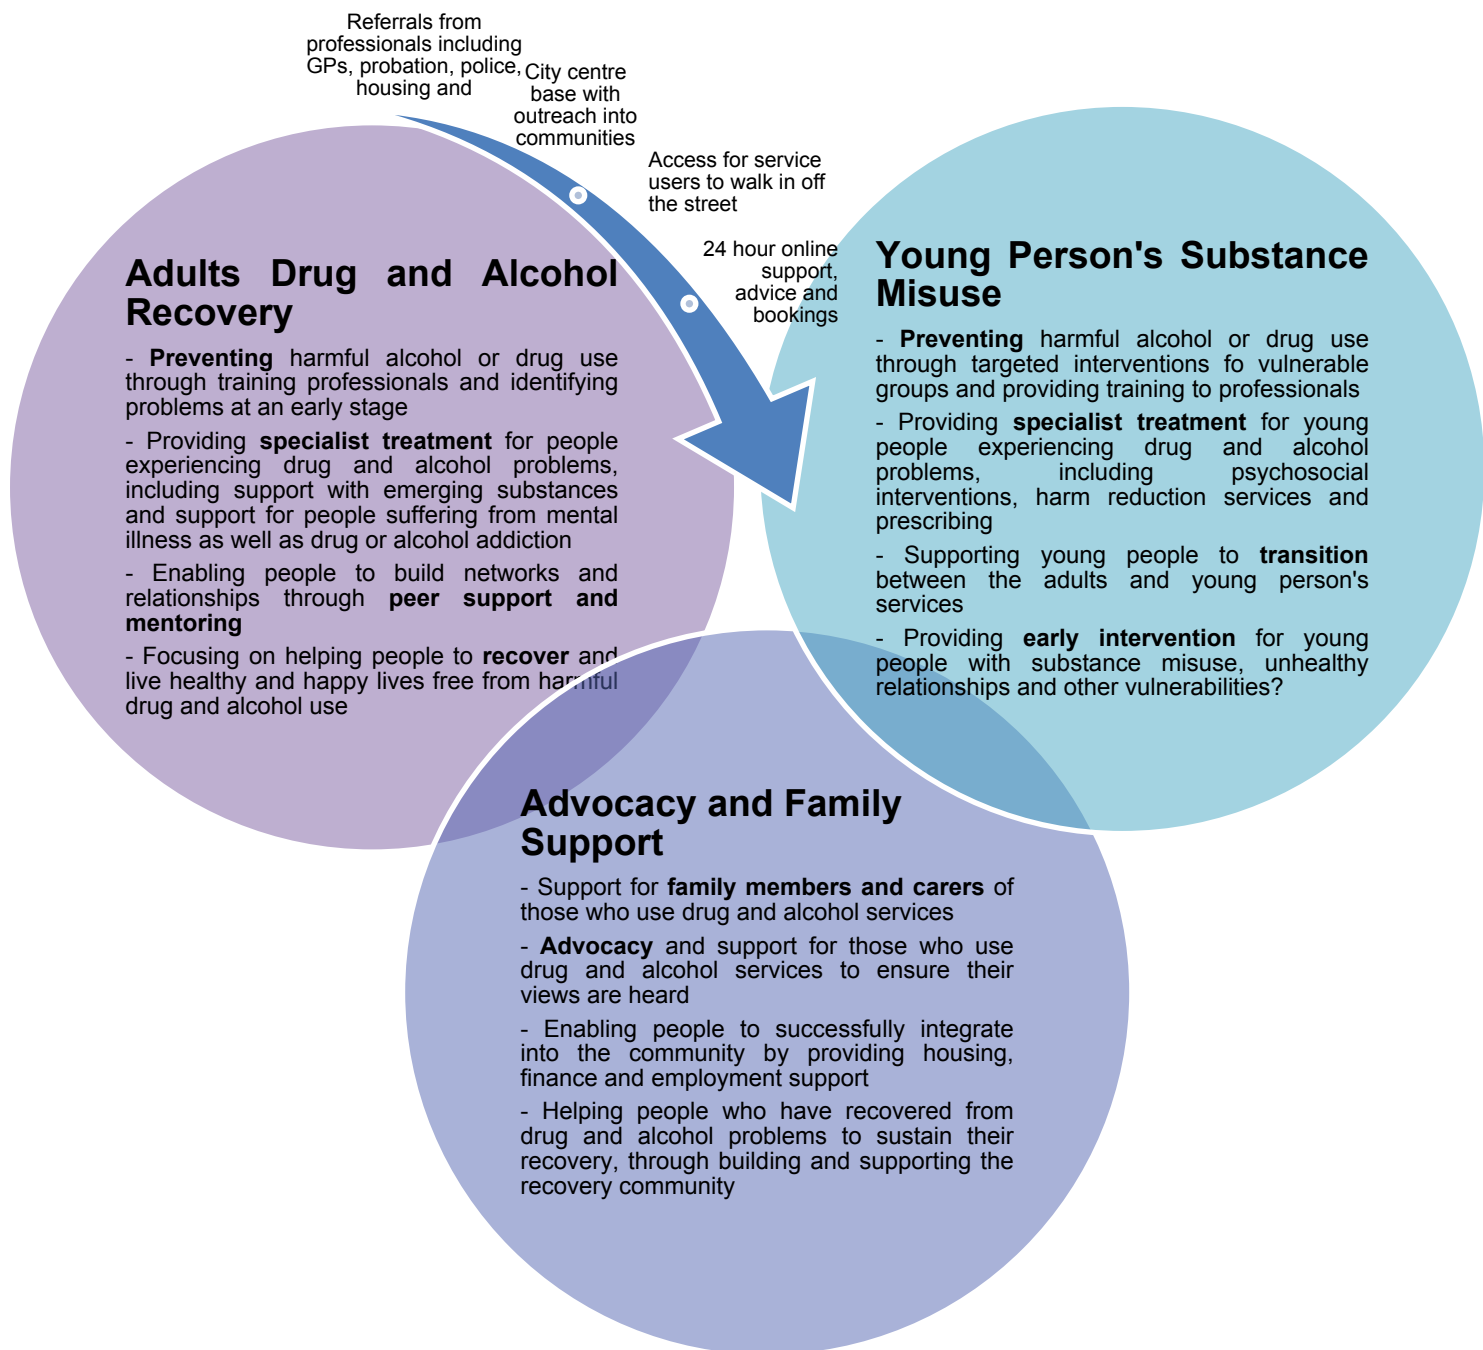 Referrals from
professionals including
GPs, probation, police,
housing and
City centre
base with
outreach into
communities
Access for service
users to walk in off
the street
24 hour online
support,
advice and
bookings
Adults Drug and Alcohol
Recovery
- Preventing harmful alcohol or drug use
through training professionals and identifying
problems at an early stage
- Providing specialist treatment for people
experiencing drug and alcohol problems,
including support with emerging substances
and support for people suffering from mental
illness as well as drug or alcohol addiction
- Enabling people to build networks and
relationships through peer support and
mentoring
- Focusing on helping people to recover and
live healthy and happy lives free from harmful
drug and alcohol use
Young Person's Substance
Misuse
- Preventing harmful alcohol or drug use
through targeted interventions fo vulnerable
groups and providing training to professionals
- Providing specialist treatment for young
people experiencing drug and alcohol
problems, including psychosocial
interventions, harm reduction services and
prescribing
- Supporting young people to transition
between the adults and young person's
services
- Providing early intervention for young
people with substance misuse, unhealthy
relationships and other vulnerabilities?
Advocacy and Family
Support
- Support for family members and carers of
those who use drug and alcohol services
- Advocacy and support for those who use
drug and alcohol services to ensure their
views are heard
- Enabling people to successfully integrate
into the community by providing housing,
finance and employment support
- Helping people who have recovered from
drug and alcohol problems to sustain their
recovery, through building and supporting the
recovery community